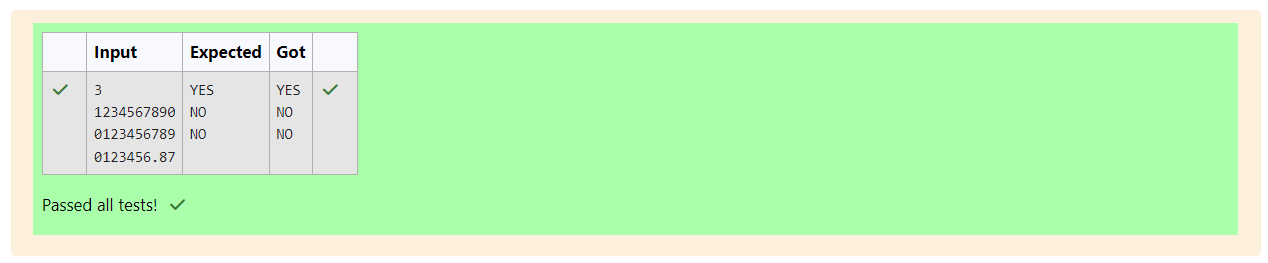 Input Expected Got
3 YES YES
1234567890 NO NO
0123456789 NO NO
0123456.87
Passed all tests!